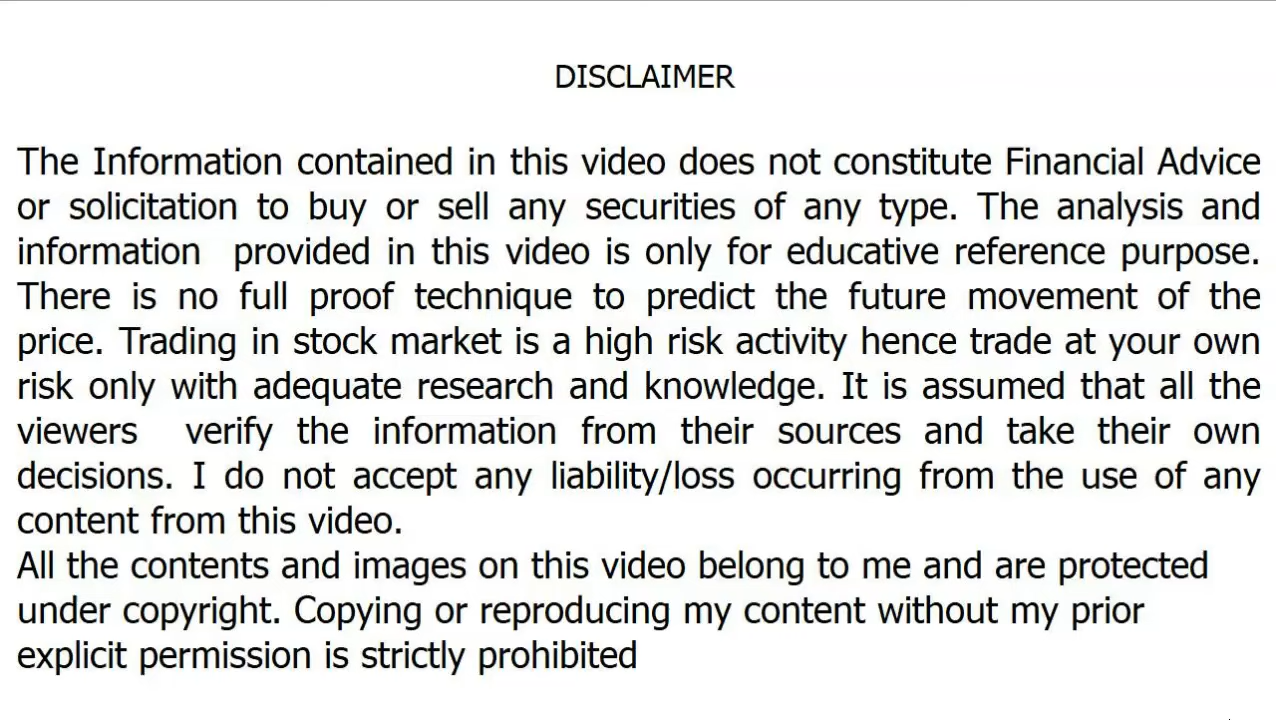 DISCLAIMER
The Information contained in this video does not constitute Financial Advice
or solicitation to buy or sell any securities of any type. The analysis and
information provided in this video is only for educative reference purpose.
There is no full proof technique to predict the future movement of the
price. Trading in stock market is a high risk activity hence trade at your own
risk only with adequate research and knowledge. It is assumed that all the
viewers verify the information from their sources and take their own
decisions. I do not accept any liability/loss occurring from the use of any
content from this video.
All the contents and images on this video belong to me and are protected
under copyright. Copying or reproducing my content without my prior
explicit permission is strictly prohibited